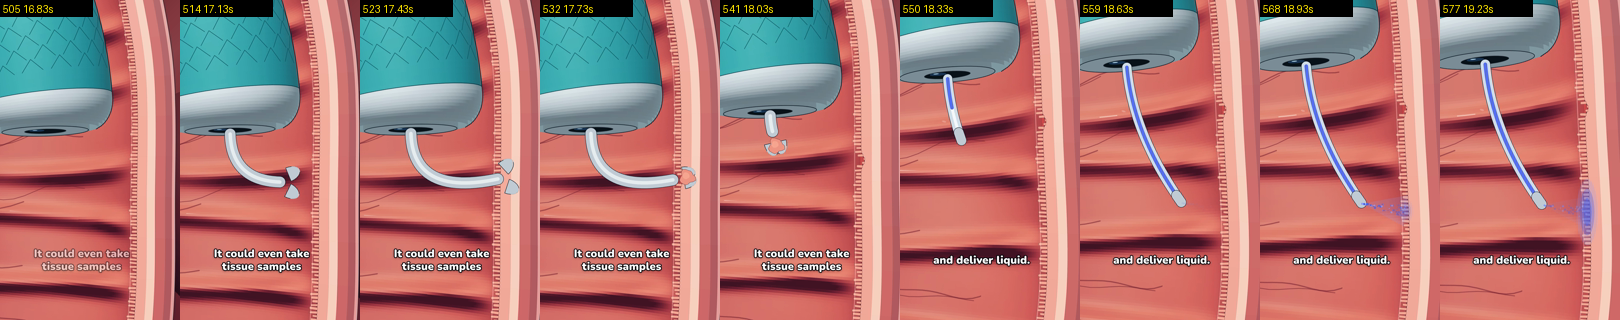 505 16.83s
514 17.13s
523 17.43s
532 17.73s
541 18.03s
550 18.33s
559 18.63s
568 18.93s
577 19.23s
It could even take
tissue samples
It could even take
tissue samples
It could even take
tissue samples
It could even take
tissue samples
It could even take
tissue samples
and deliver liquid.
and deliver liquid.
and deliver liquid.
and deliver liquid.